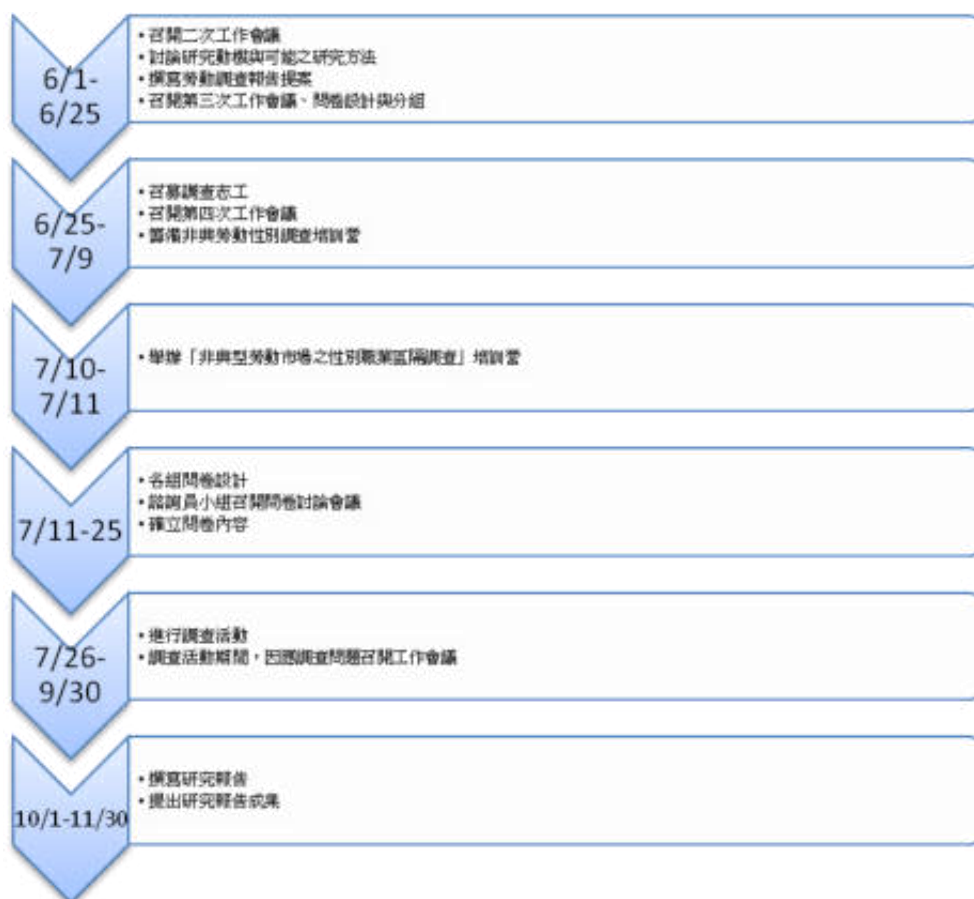 6/1-
6/25
• 召開二次工作會議
• 討論研究動機與可能之研究方法
• 撰寫勞動調查報告提案
• 召開第三次工作會議、問卷設計與分組
6/25-
7/9
• 召募調查志工
• 召開第四次工作會議
• 籌備非典勞動性別調查培訓營
7/10-
7/11
• 舉辦「非典型勞動市場之性別職業區隔調查」培訓營
7/11-25
• 各組問卷設計
• 諮詢員小組召開問卷討論會議
• 確立問卷內容
7/26-
9/30
• 進行調查活動
• 調查活動期間，因應調查問題召開工作會議
10/1-11/30
• 撰寫研究報告
• 提出研究報告成果